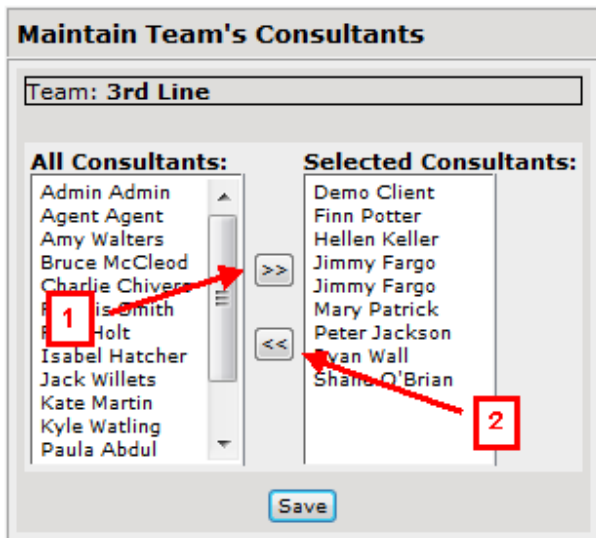 Maintain Team's Consultants
Team: 3rd Line
All Consultants:
Admin Admin
Agent Agent
Amy Walters
Bruce McCleod
Charlie Chivers
Smith
Holt
Isabel Hatcher
Jack Willets
Kate Martin
Kyle Watling
Paula Abdul
>>
<<
1
Selected Consultants:
Demo Client
Finn Potter
Hellen Keller
Jimmy Fargo
Jimmy Fargo
Mary Patrick
Peter Jackson
Ryan Wall
O'Brian
2
Save